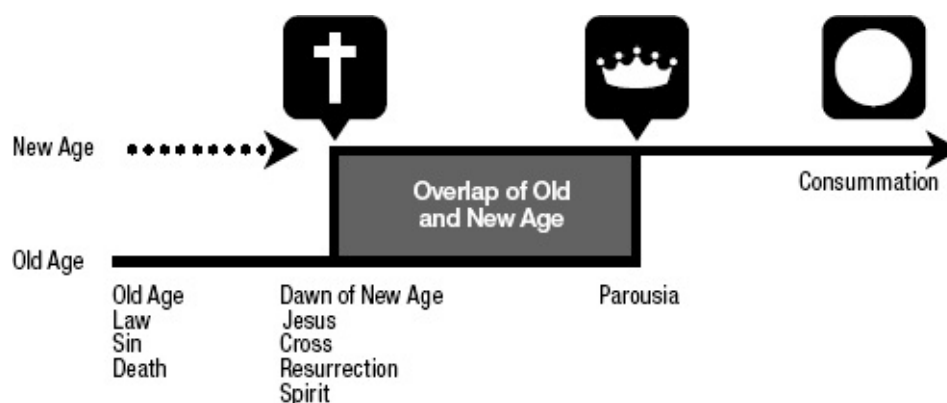 New Age
Overlap of Old
and New Age
Consummation
Old Age
Old Age
Law
Sin
Death
Dawn of New Age
Jesus
Cross
Resurrection
Spirit
Parousia